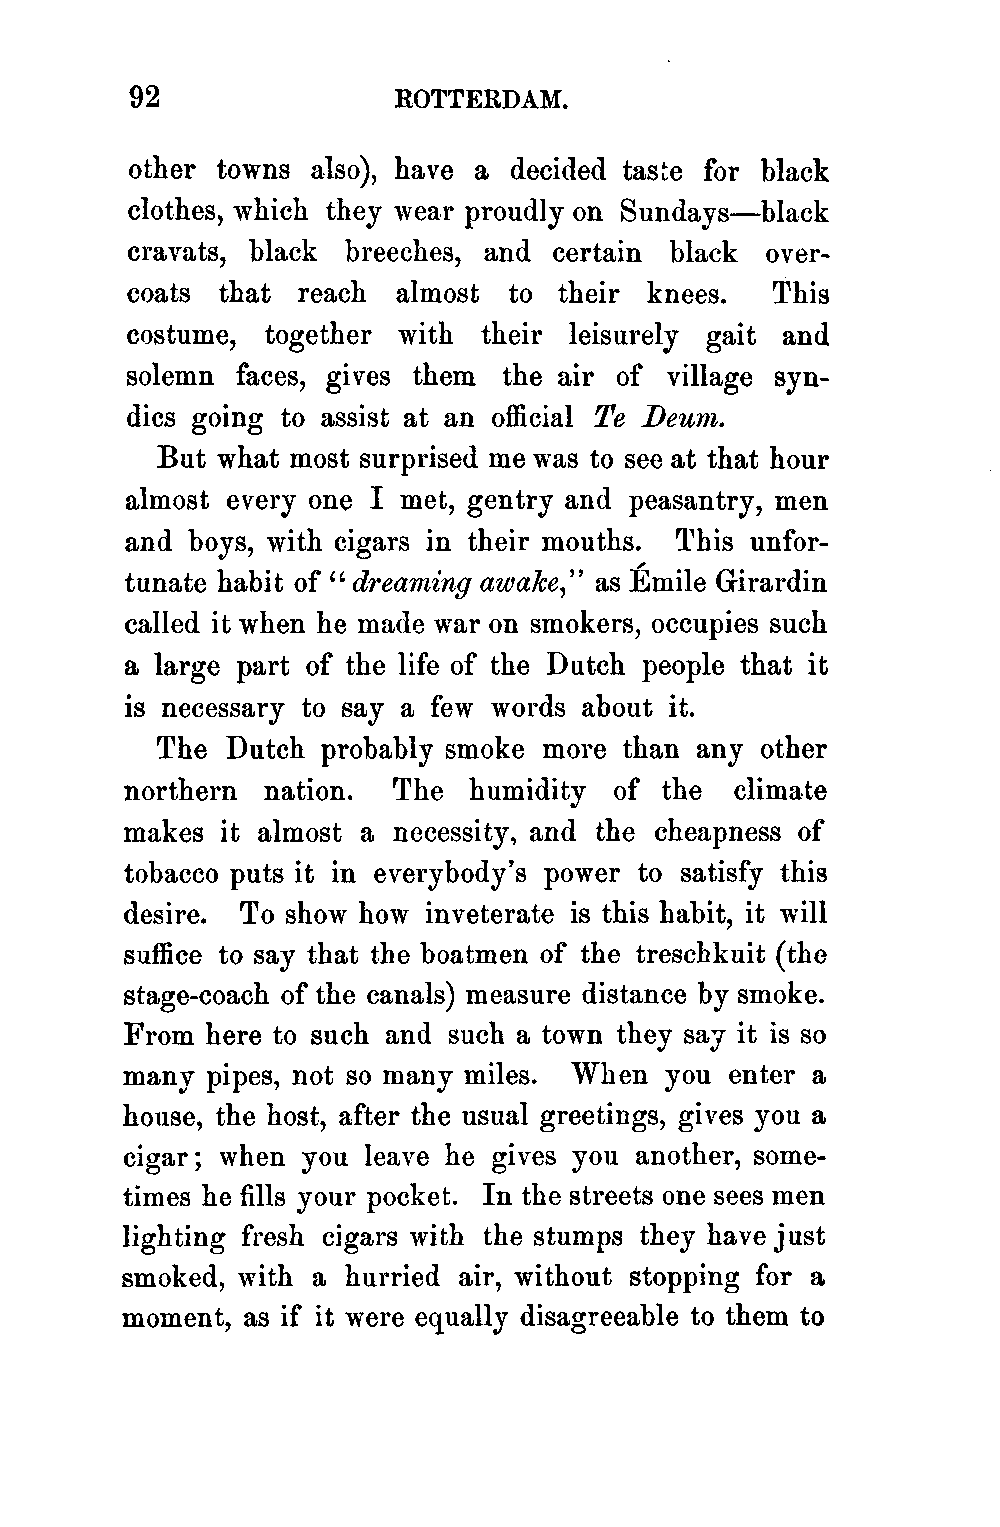 92 ROTTERDAM.
other towns also), have a decided taste for black
clothes, which they wear proudly on Sundays—black
cravats, black breeches, and certain black over-
coats that reach almost to their knees. This
costume, together with their leisurely gait and
solemn faces, gives them the air of village syn-
dics going to assist at an official Te Deum.
But what most surprised me was to see at that hour
almost every one I met, gentry and peasantry, men
and boys, with cigars in their mouths. This unfor-
tunate habit of “dreaming awake,” as Émile Girardin
called it when he made war on smokers, occupies such
a large part of the life of the Dutch people that it
is necessary to say a few words about it.
The Dutch probably smoke more than any other
northern nation. The humidity of the climate
makes it almost a necessity, and the cheapness of
tobacco puts it in everybody’s power to satisfy this
desire. To show how inveterate is this habit, it will
suffice to say that the boatmen of the treschkuit (the
stage-coach of the canals) measure distance by smoke.
From here to such and such a town they say it is so
many pipes, not so many miles. When you enter a
house, the host, after the usual greetings, gives you a
cigar; when you leave he gives you another, some-
times he fills your pocket. In the streets one sees men
lighting fresh cigars with the stumps they have just
smoked, with a hurried air, without stopping for a
moment, as if it were equally disagreeable to them to